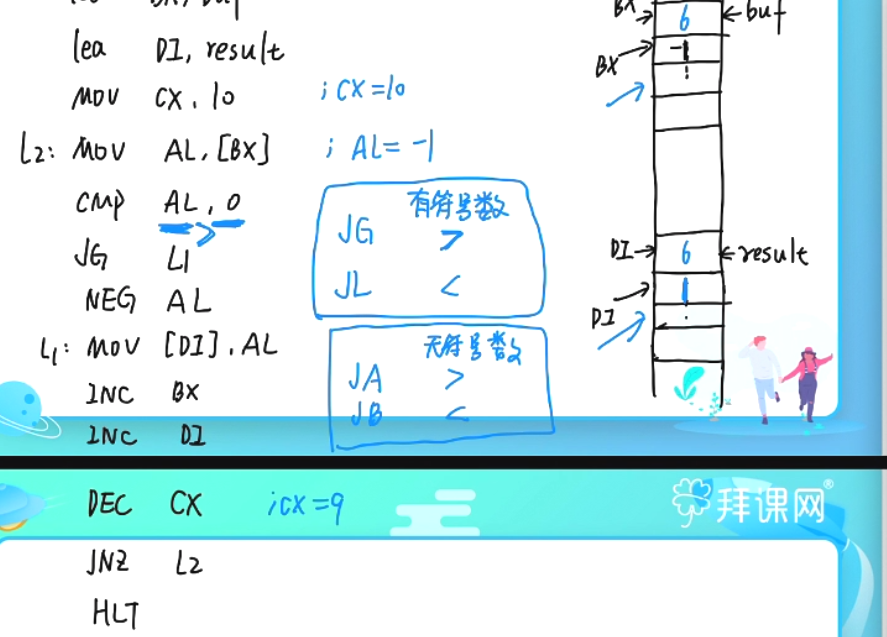 BX, buf
lea DI, result
MOV CX, 10 ; CX=10
L2: MOV AL, [BX] ; AL= -1
CMP AL, 0
>
JG L1
NEG AL
L1: MOV [DI], AL
INC BX
INC DI
DEC CX ; CX=9
JNZ L2
HLT
有符号数
JG >
JL <
无符号数
JA >
JB <
BX 6 buf
BX -1
DI 6 result
DI 1
拜课网®